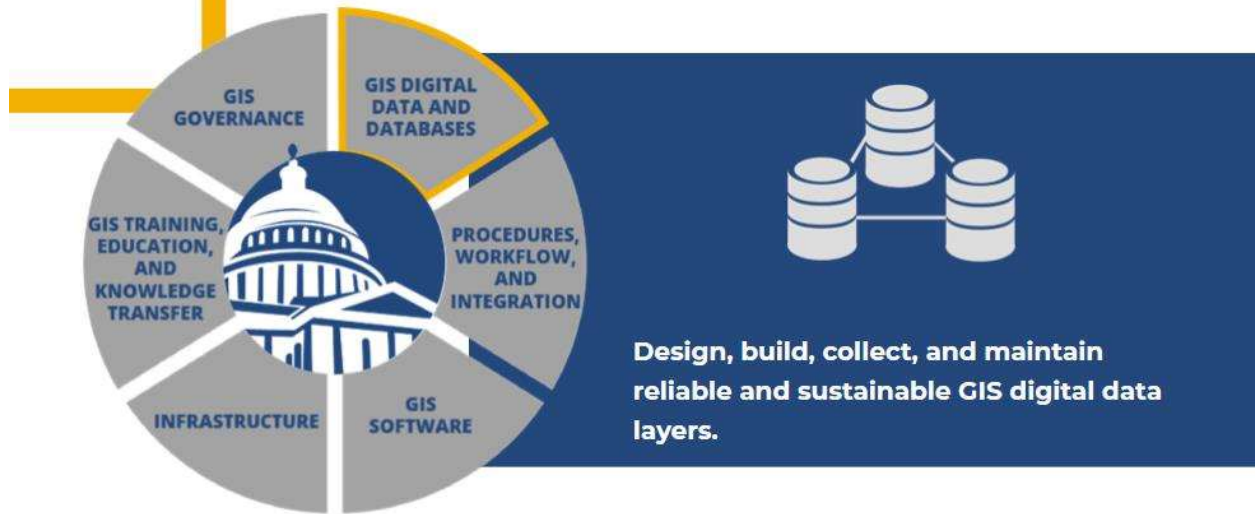 GIS
GOVERNANCE
GIS DIGITAL
DATA AND
DATABASES
PROCEDURES,
WORKFLOW,
AND
INTEGRATION
GIS
SOFTWARE
INFRASTRUCTURE
GIS TRAINING,
EDUCATION,
AND
KNOWLEDGE
TRANSFER
Design, build, collect, and maintain
reliable and sustainable GIS digital data
layers.